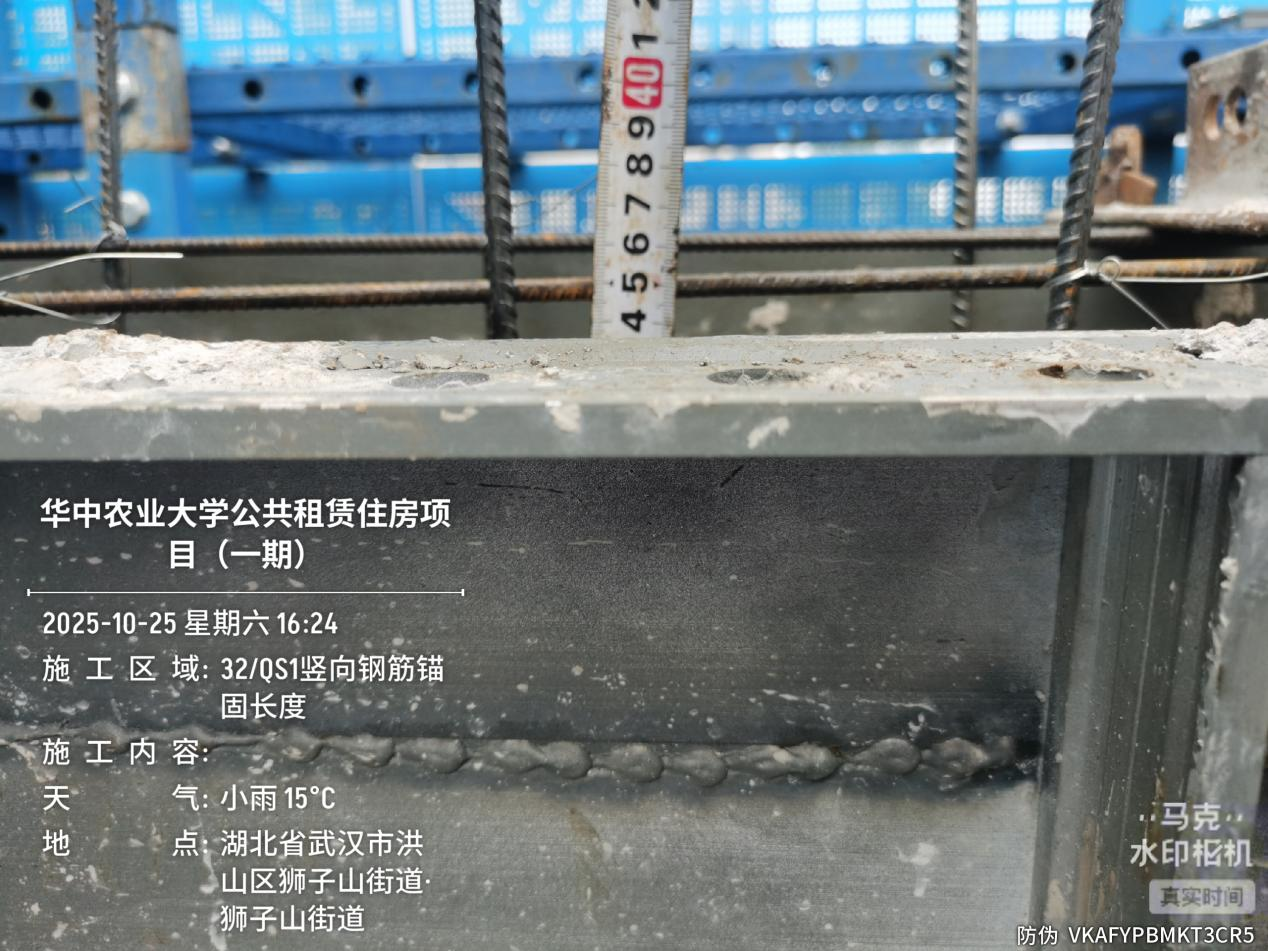 1
40
9
8
7
6
5
4
华中农业大学公共租赁住房项
目（一期）
2025-10-25 星期六 16:24
施工区域：32/QS1竖向钢筋锚
固长度
施工内容：
天气：小雨 15°C
地点：湖北省武汉市洪
山区狮子山街道·
狮子山街道
马克
水印相机
真实时间
防伪 VKAFYPBMKT3CR5